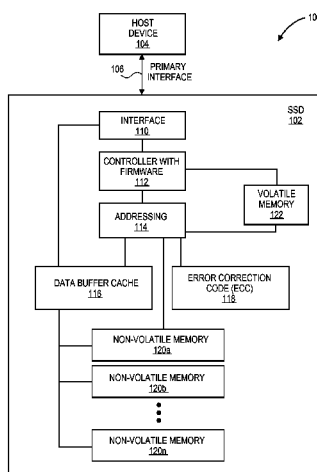 10
HOST
DEVICE
104
106
PRIMARY
INTERFACE
SSD
102
INTERFACE
110
CONTROLLER WITH
FIRMWARE
112
VOLATILE
MEMORY
122
ADDRESSING
114
DATA BUFFER CACHE
116
ERROR CORRECTION
CODE (ECC)
118
NON-VOLATILE MEMORY
120a
NON-VOLATILE MEMORY
120b
NON-VOLATILE MEMORY
120n